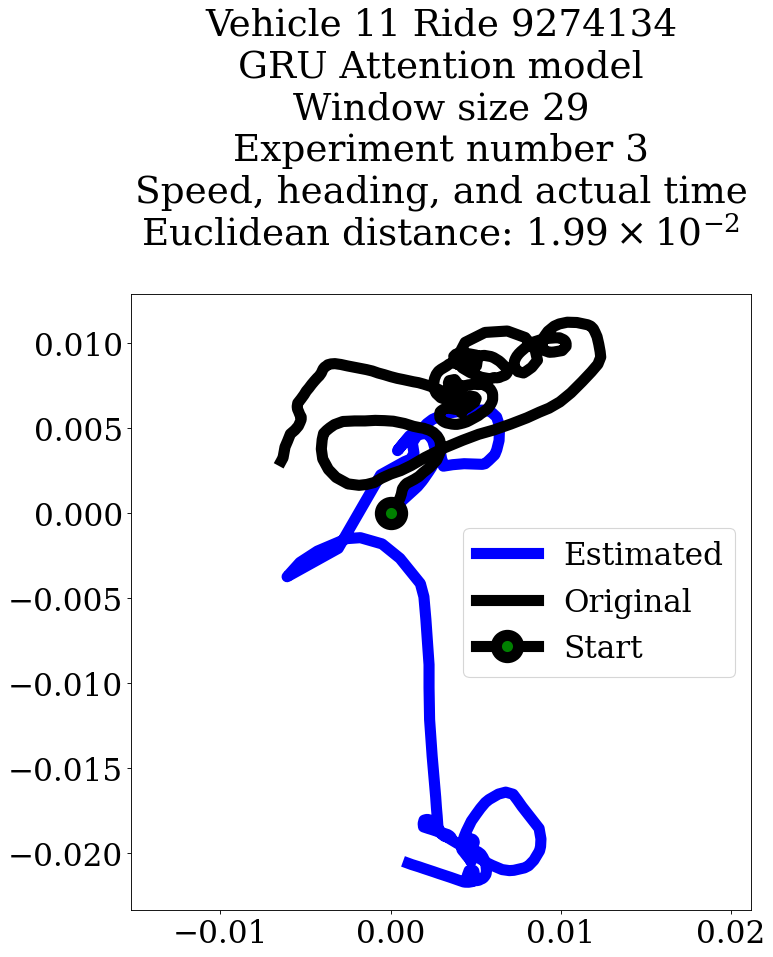 Vehicle 11 Ride 9274134
GRU Attention model
Window size 29
Experiment number 3
Speed, heading, and actual time
Euclidean distance: 1.99 × 10⁻²
0.010
0.005
0.000
−0.005
−0.010
−0.015
−0.020
Estimated
Original
Start
−0.01
0.00
0.01
0.02